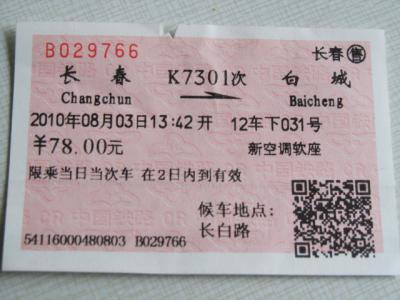 B029766 长春售
长春 K7301次 白城
Changchun Baicheng
2010年08月03日13:42开 12车下031号
¥78.00元 新空调软座
限乘当日当次车 在2日内到有效
候车地点:
长白路
54116000480803 B029766